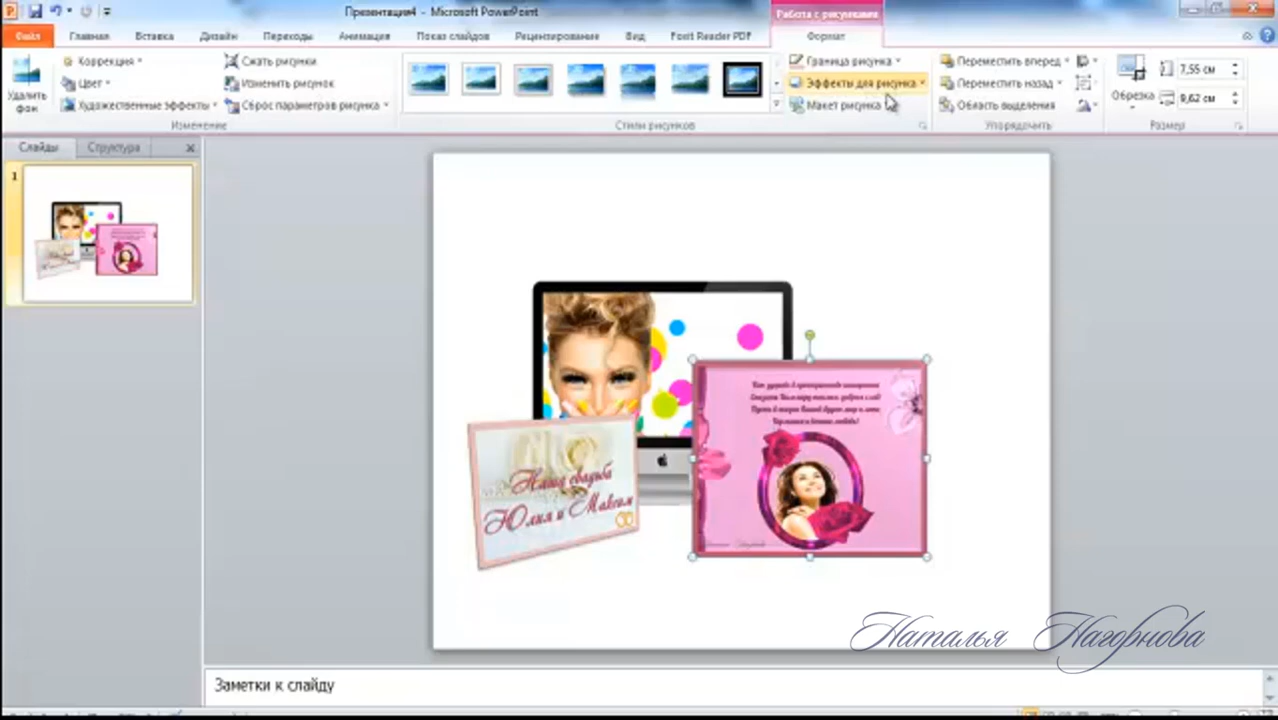 Презентация4 - Microsoft PowerPoint
Работа с рисунками
Файл Главная Вставка Дизайн Переходы Анимация Показ слайдов Рецензирование Вид Foxit Reader PDF Формат
Удалить фон
Коррекция
Цвет
Художественные эффекты
Сжать рисунки
Изменить рисунок
Сброс параметров рисунка
Изменение
Стили рисунков
Граница рисунка
Эффекты для рисунка
Макет рисунка
Переместить вперед
Переместить назад
Область выделения
Упорядочить
Обрезка
7,55 см
9,62 см
Размер
Слайды Структура
1
Наша свадьба
Юлия и Максим
Наталья Нагорнова
Заметки к слайду